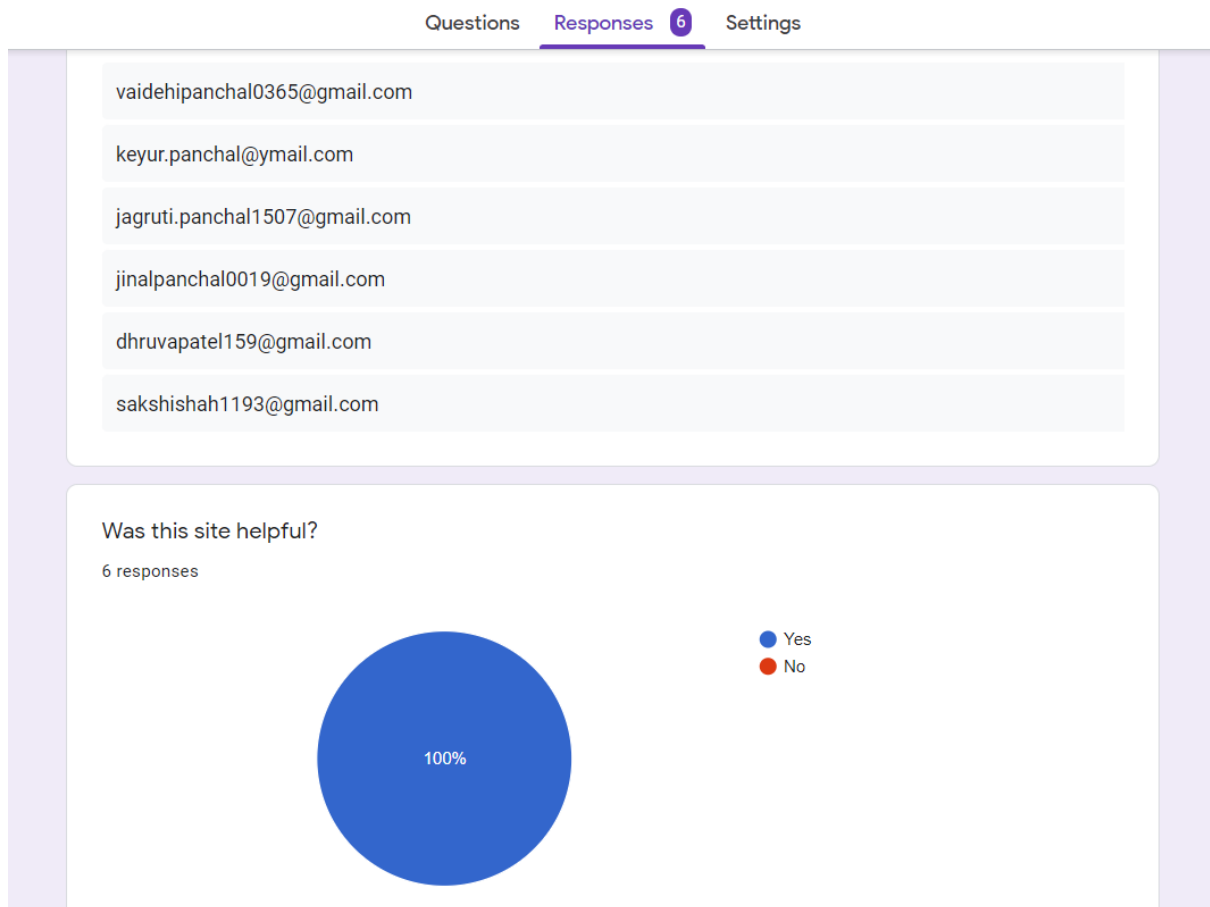 Questions Responses 6 Settings
vaidehipanchal0365@gmail.com
keyur.panchal@ymail.com
jagruti.panchal1507@gmail.com
jinalpanchal0019@gmail.com
dhruvapatel159@gmail.com
sakshishah1193@gmail.com
Was this site helpful?
6 responses
Yes
No
100%